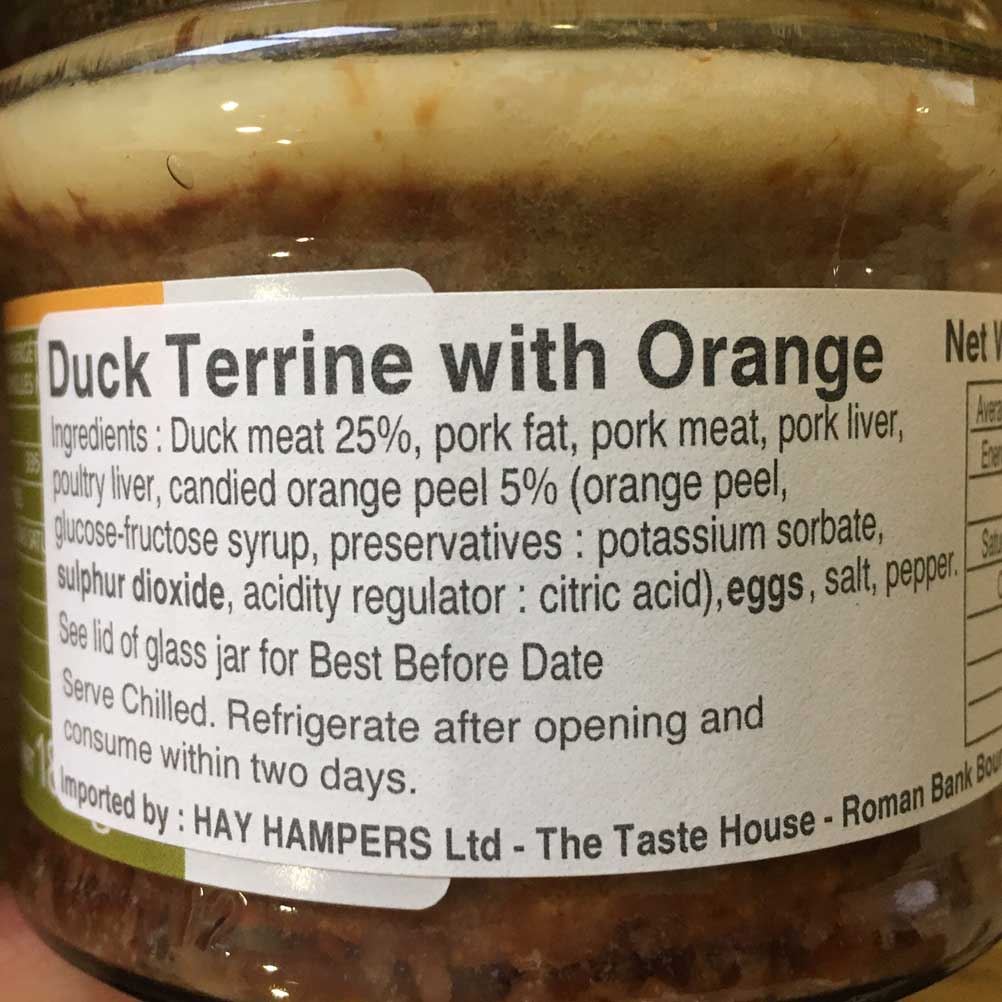 Duck Terrine with Orange
Net
Ingredients : Duck meat 25%, pork fat, pork meat, pork liver,
poultry liver, candied orange peel 5% (orange peel,
glucose-fructose syrup, preservatives : potassium sorbate,
sulphur dioxide, acidity regulator : citric acid),eggs, salt, pepper.
See lid of glass jar for Best Before Date
Serve Chilled. Refrigerate after opening and
consume within two days.
Imported by : HAY HAMPERS Ltd - The Taste House - Roman Bank